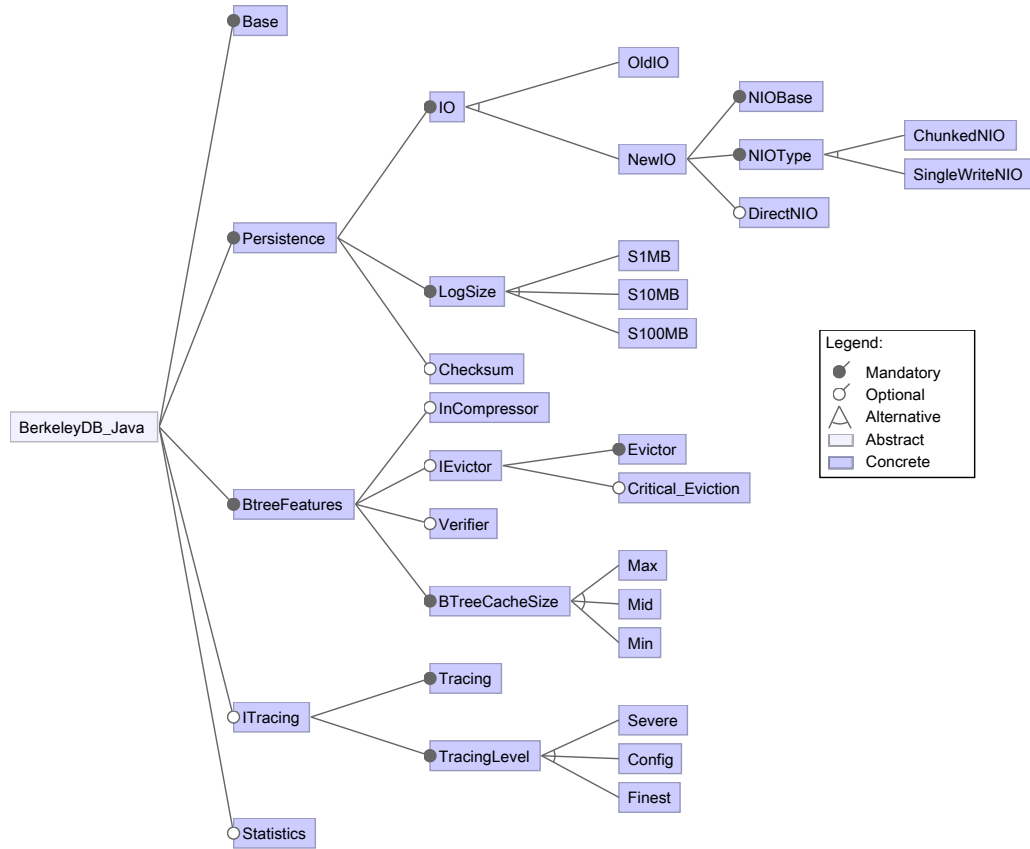 Base
OldIO
IO
NIOBase
ChunkedNIO
NewIO
NIOType
SingleWriteNIO
DirectNIO
Persistence
S1MB
LogSize
S10MB
S100MB
Legend:
Mandatory
Optional
Alternative
Abstract
Concrete
Checksum
InCompressor
BerkeleyDB_Java
Evictor
IEvictor
Critical_Eviction
BtreeFeatures
Verifier
Max
BTreeCacheSize
Mid
Min
Tracing
ITracing
Severe
TracingLevel
Config
Finest
Statistics